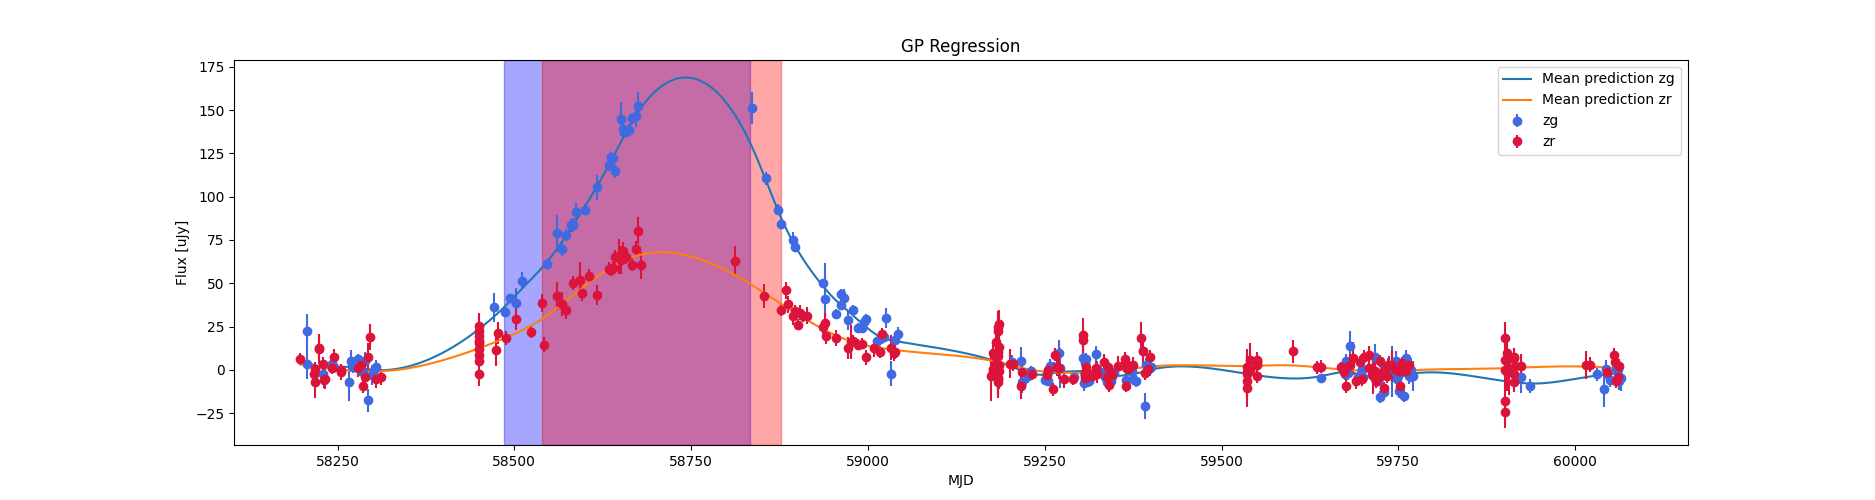 GP Regression
Flux [uJy]
175
150
125
100
75
50
25
0
−25
58250 58500 58750 59000 59250 59500 59750 60000
MJD
Mean prediction zg
Mean prediction zr
zg
zr